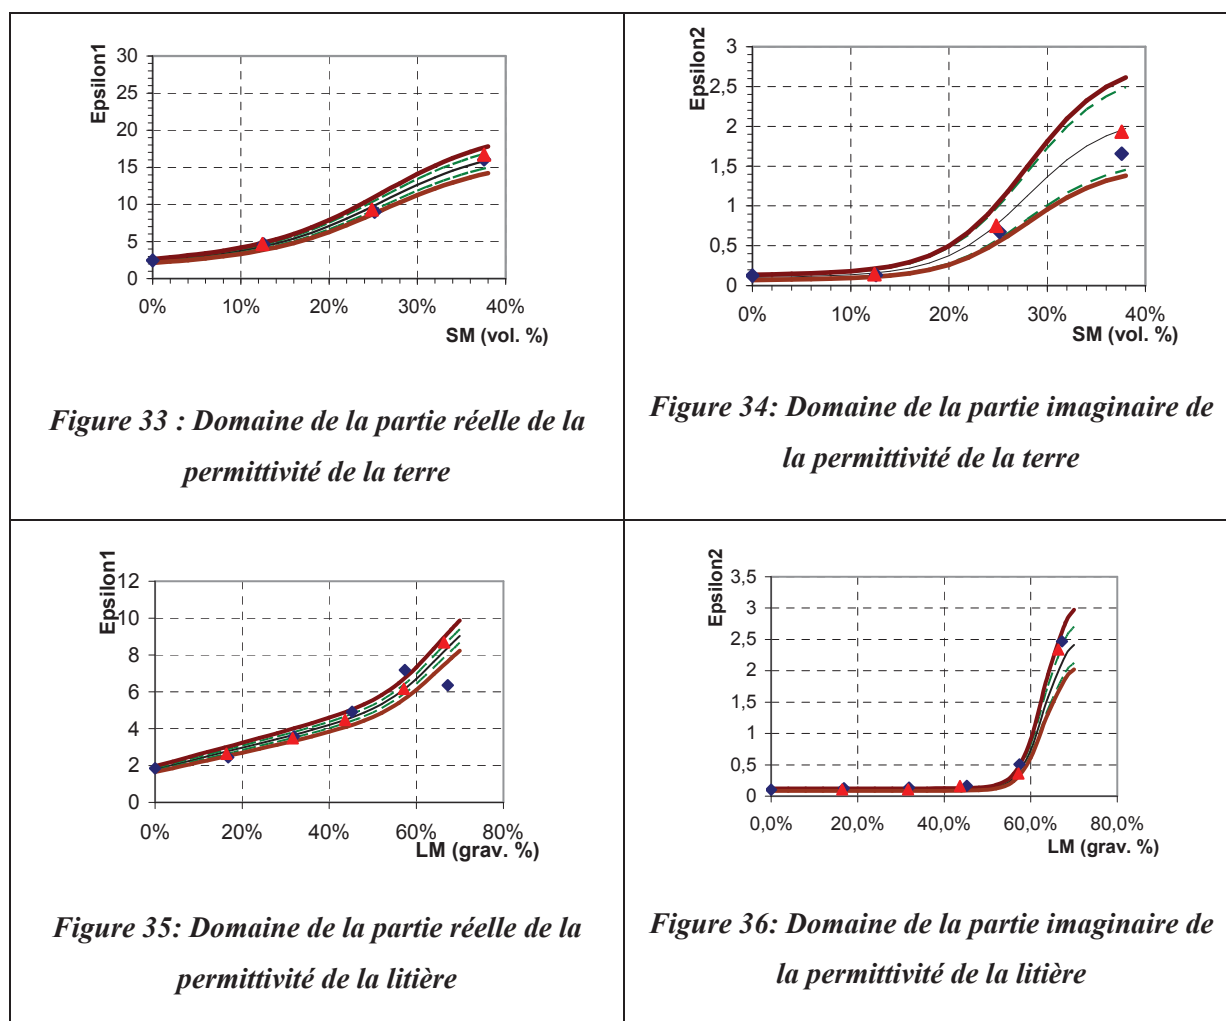 Epsilon1
30
25
20
15
10
5
0
0% 10% 20% 30% 40%
SM (vol. %)
Figure 33 : Domaine de la partie réelle de la
permittivité de la terre
Epsilon2
3
2,5
2
1,5
1
0,5
0
0% 10% 20% 30% 40%
SM (vol. %)
Figure 34: Domaine de la partie imaginaire de
la permittivité de la terre
Epsilon1
12
10
8
6
4
2
0
0% 20% 40% 60% 80%
LM (grav. %)
Figure 35: Domaine de la partie réelle de la
permittivité de la litière
Epsilon2
3,5
3
2,5
2
1,5
1
0,5
0
0,0% 20,0% 40,0% 60,0% 80,0%
LM (grav. %)
Figure 36: Domaine de la partie imaginaire de
la permittivité de la litière